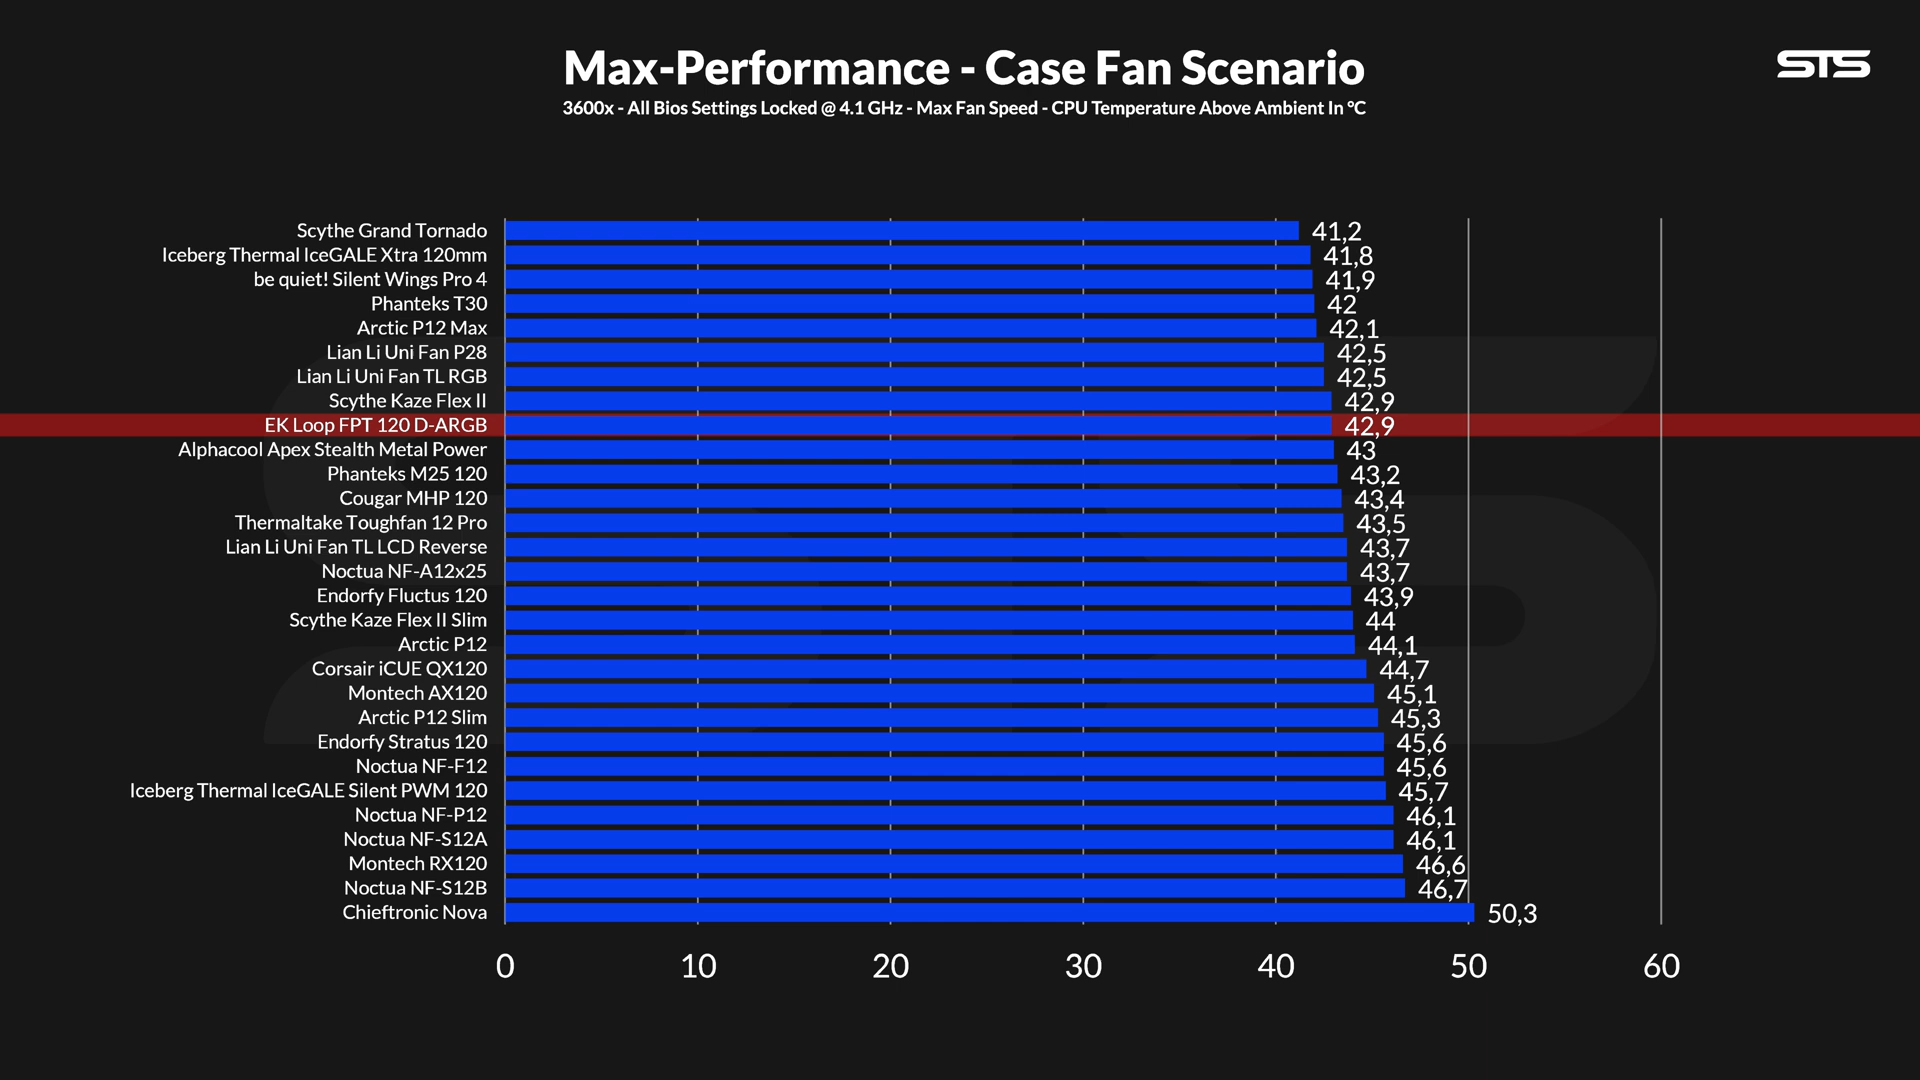 Max-Performance - Case Fan Scenario
STS
3600x - All Bios Settings Locked @ 4.1 GHz - Max Fan Speed - CPU Temperature Above Ambient In °C
Scythe Grand Tornado 41,2
Iceberg Thermal IceGALE Xtra 120mm 41,8
be quiet! Silent Wings Pro 4 41,9
Phanteks T30 42
Arctic P12 Max 42,1
Lian Li Uni Fan P28 42,5
Lian Li Uni Fan TL RGB 42,5
Scythe Kaze Flex II 42,9
EK Loop FPT 120 D-ARGB 42,9
Alphacool Apex Stealth Metal Power 43
Phanteks M25 120 43,2
Cougar MHP 120 43,4
Thermaltake Toughfan 12 Pro 43,5
Lian Li Uni Fan TL LCD Reverse 43,7
Noctua NF-A12x25 43,7
Endorfy Fluctus 120 43,9
Scythe Kaze Flex II Slim 44
Arctic P12 44,1
Corsair iCUE QX120 44,7
Montech AX120 45,1
Arctic P12 Slim 45,3
Endorfy Stratus 120 45,6
Noctua NF-F12 45,6
Iceberg Thermal IceGALE Silent PWM 120 45,7
Noctua NF-P12 46,1
Noctua NF-S12A 46,1
Montech RX120 46,6
Noctua NF-S12B 46,7
Chieftronic Nova 50,3
0 10 20 30 40 50 60